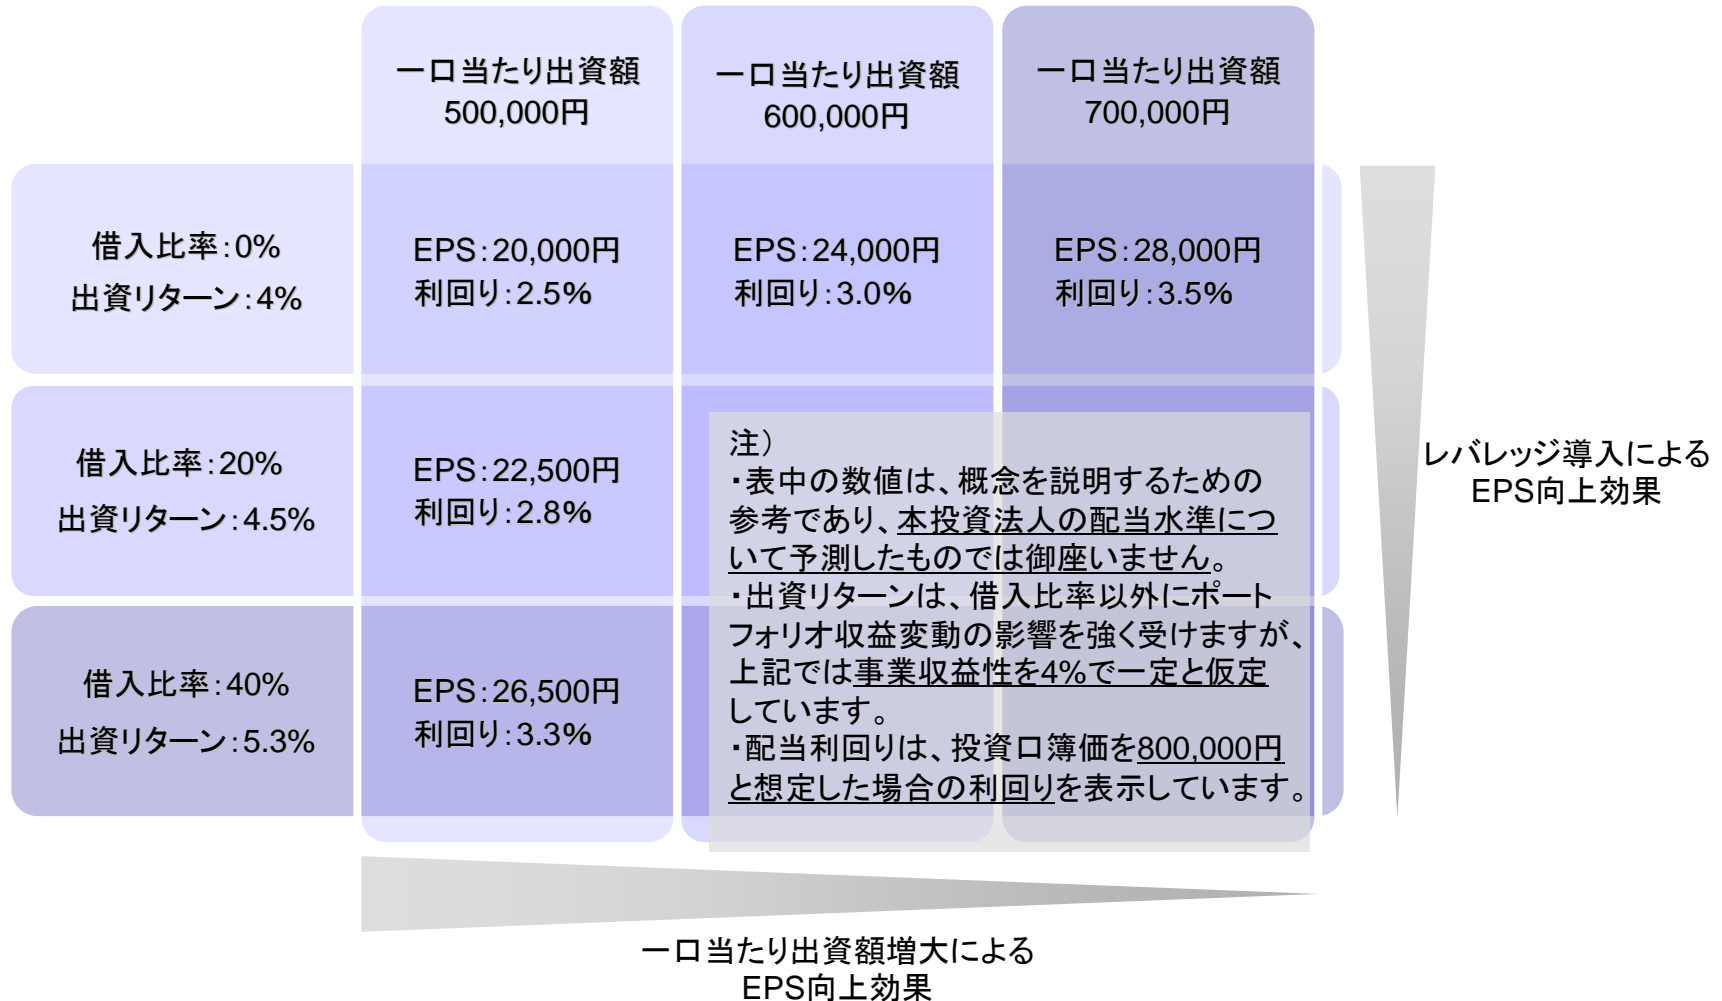 一口当たり出資額
500,000円
一口当たり出資額
600,000円
一口当たり出資額
700,000円
借入比率:0%
出資リターン:4%
EPS:20,000円
利回り:2.5%
EPS:24,000円
利回り:3.0%
EPS:28,000円
利回り:3.5%
借入比率:20%
出資リターン:4.5%
EPS:22,500円
利回り:2.8%
借入比率:40%
出資リターン:5.3%
EPS:26,500円
利回り:3.3%
注)
・表中の数値は、概念を説明するための
参考であり、本投資法人の配当水準につ
いて予測したものでは御座いません。
・出資リターンは、借入比率以外にポート
フォリオ収益変動の影響を強く受けますが、
上記では事業収益性を4%で一定と仮定
しています。
・配当利回りは、投資口簿価を800,000円
と想定した場合の利回りを表示しています。
レバレッジ導入による
EPS向上効果
一口当たり出資額増大による
EPS向上効果